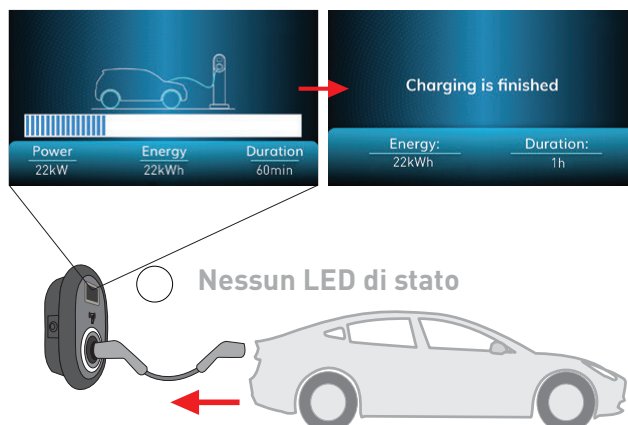 Power
22kW
Energy
22kWh
Duration
60min
Charging is finished
Energy:
22kWh
Duration:
1h
Nessun LED di stato